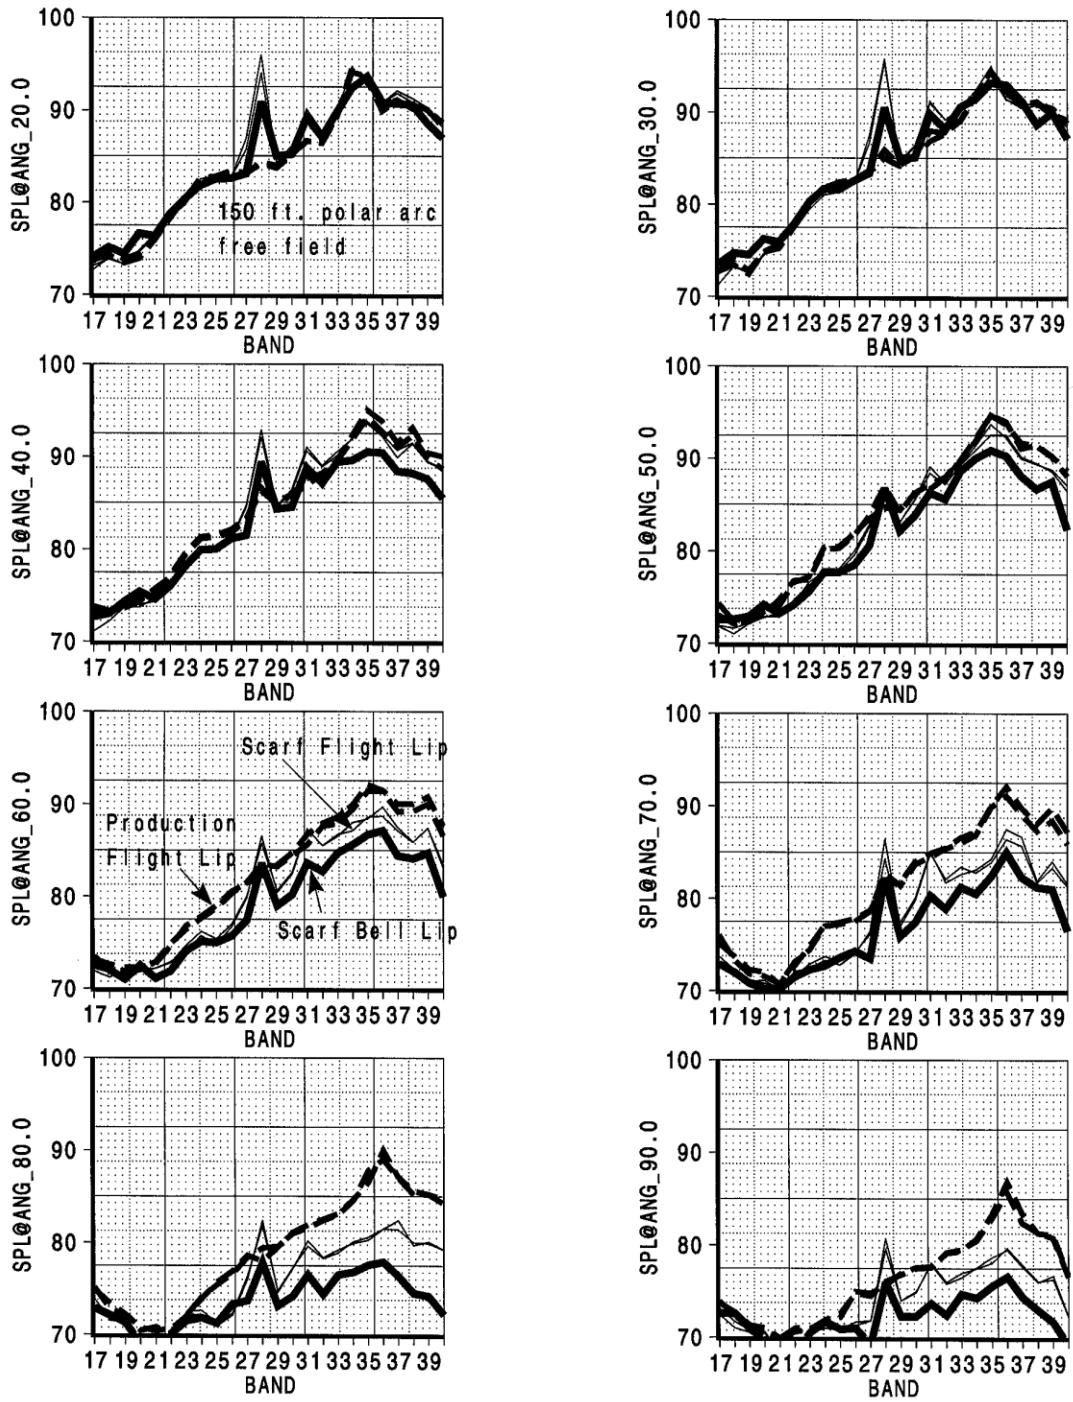 100
90
80
70
SPL@ANG_20.0
150 ft. polar arc
free field
17 19 21 23 25 27 29 31 33 35 37 39
BAND
100
90
80
70
SPL@ANG_30.0
17 19 21 23 25 27 29 31 33 35 37 39
BAND
100
90
80
70
SPL@ANG_40.0
17 19 21 23 25 27 29 31 33 35 37 39
BAND
100
90
80
70
SPL@ANG_50.0
17 19 21 23 25 27 29 31 33 35 37 39
BAND
100
90
80
70
SPL@ANG_60.0
Scarf Flight Lip
Production
Flight Lip
Scarf Bell Lip
17 19 21 23 25 27 29 31 33 35 37 39
BAND
100
90
80
70
SPL@ANG_70.0
17 19 21 23 25 27 29 31 33 35 37 39
BAND
100
90
80
70
SPL@ANG_80.0
17 19 21 23 25 27 29 31 33 35 37 39
BAND
100
90
80
70
SPL@ANG_90.0
17 19 21 23 25 27 29 31 33 35 37 39
BAND